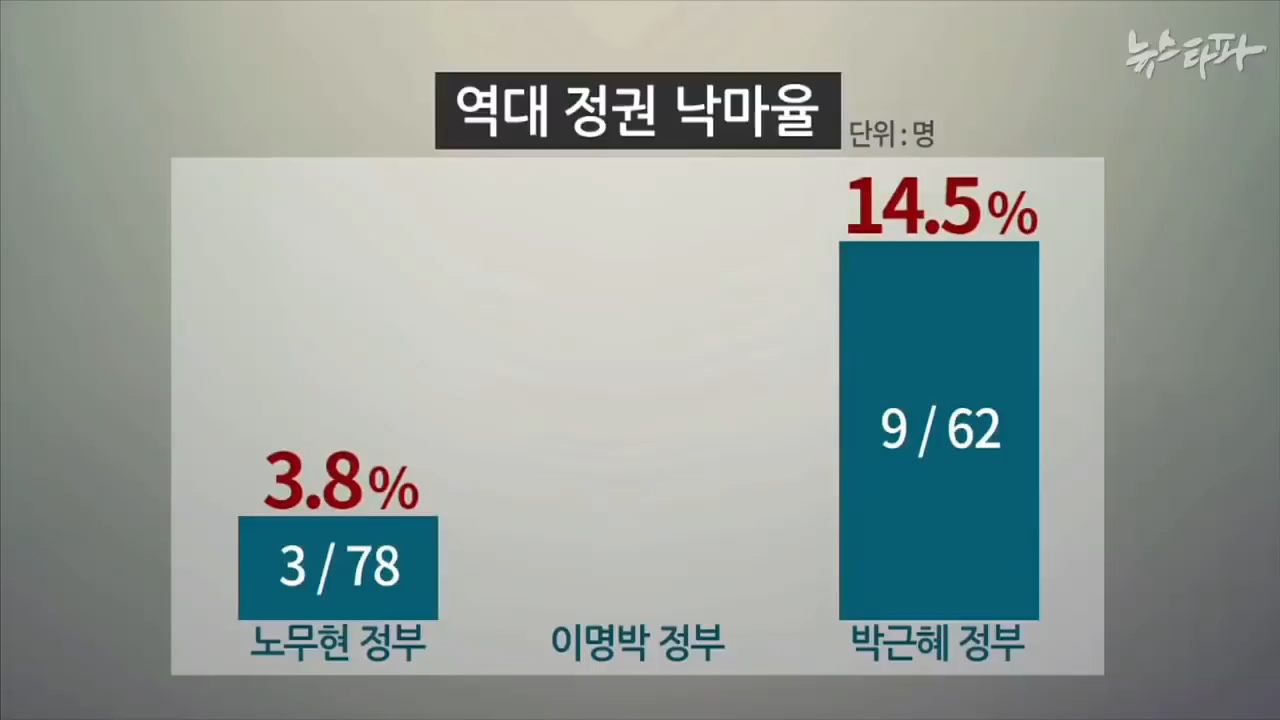 뉴스타파
역대 정권 낙마율
단위 : 명
14.5%
9 / 62
3.8%
3 / 78
노무현 정부
이명박 정부
박근혜 정부